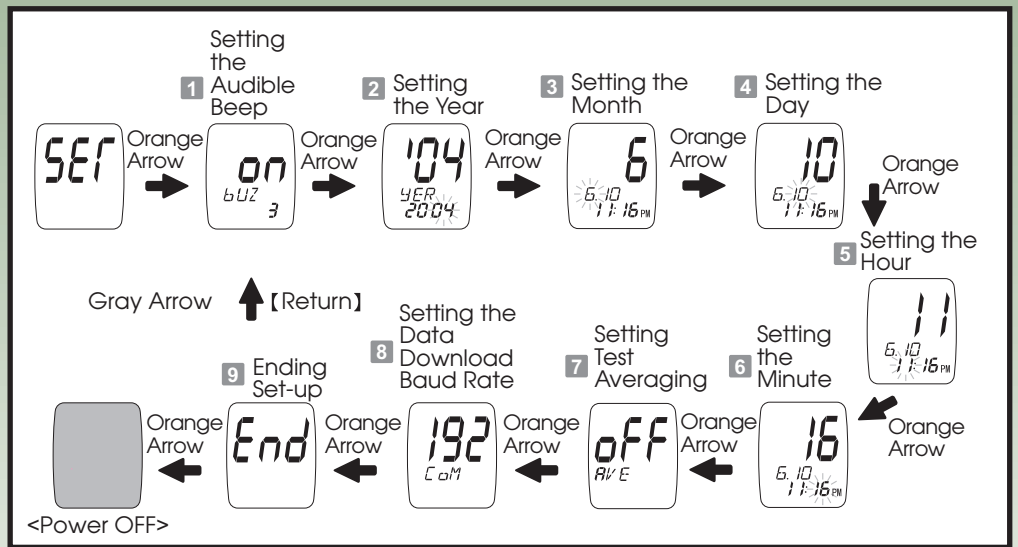 SET
Orange
Arrow
1
Setting
the
Audible
Beep
on
bUZ
3
Orange
Arrow
2
Setting
the Year
'04
YER
2004
Orange
Arrow
3
Setting the
Month
6
6. 10
11:16 PM
Orange
Arrow
4
Setting the
Day
10
6. 10
11:16 PM
Orange
Arrow
5
Setting the
Hour
11
6. 10
11:16 PM
Orange
Arrow
6
Setting
the
Minute
16
6. 10
11:16 PM
Orange
Arrow
7
Setting
Test
Averaging
oFF
AVE
Orange
Arrow
8
Setting the
Data
Download
Baud Rate
192
CoM
Orange
Arrow
9
Ending
Set-up
End
Gray Arrow
【Return】
Orange
Arrow
<Power OFF>